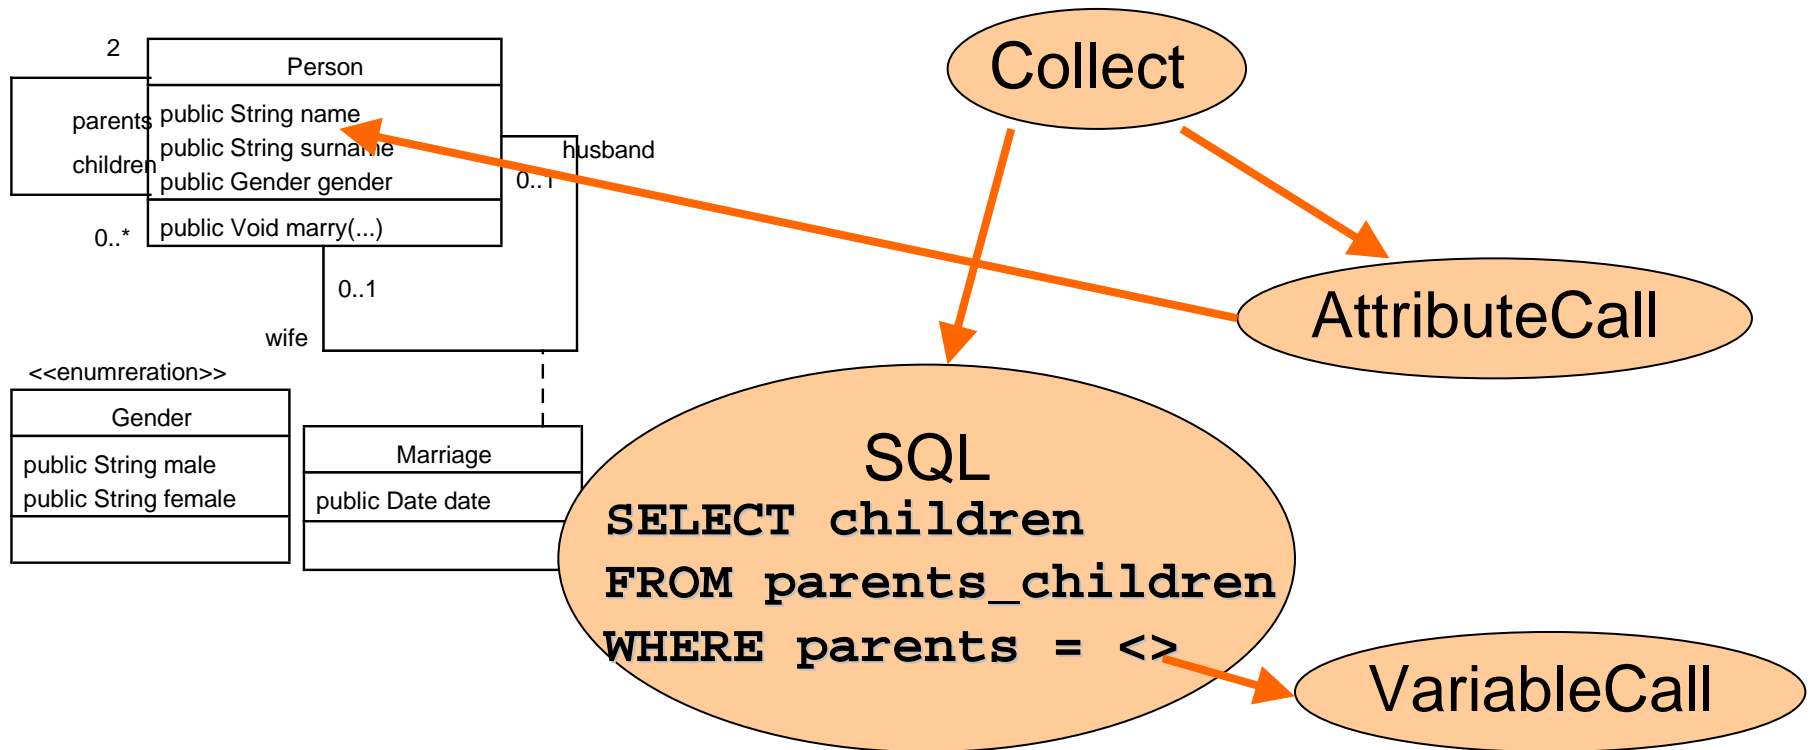 2
Person
parents
children
public String name
public String surname
public Gender gender
public Void marry(...)
0..*
husband
0..1
0..1
wife
<<enumreration>>
Gender
public String male
public String female
Marriage
public Date date
Collect
AttributeCall
SQL
SELECT children
FROM parents_children
WHERE parents = <>
VariableCall